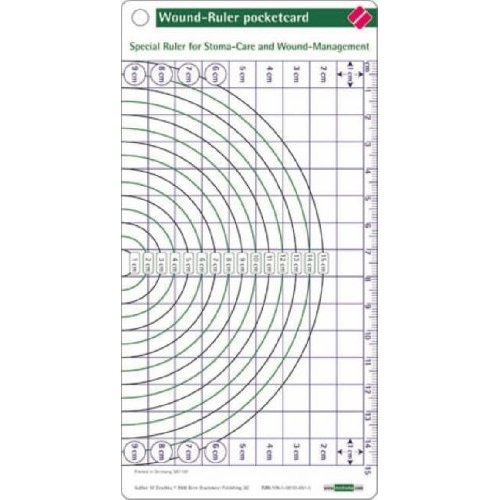 Wound-Ruler pocketcard
Special Ruler for Stoma-Care and Wound-Management
9 cm 8 cm 7 cm 6 cm 5 cm 4 cm 3 cm 2 cm 1 cm cm
1
2
3
4
5
6
1 cm 2 cm 3 cm 4 cm 5 cm 6 cm 7 cm 8 cm 9 cm 10 cm 11 cm 12 cm 13 cm 14 cm 15 cm
7
8
9
10
11
12
13
14
9 cm 8 cm 7 cm 6 cm 5 cm 4 cm 3 cm 2 cm 1 cm
15
Printed in Germany